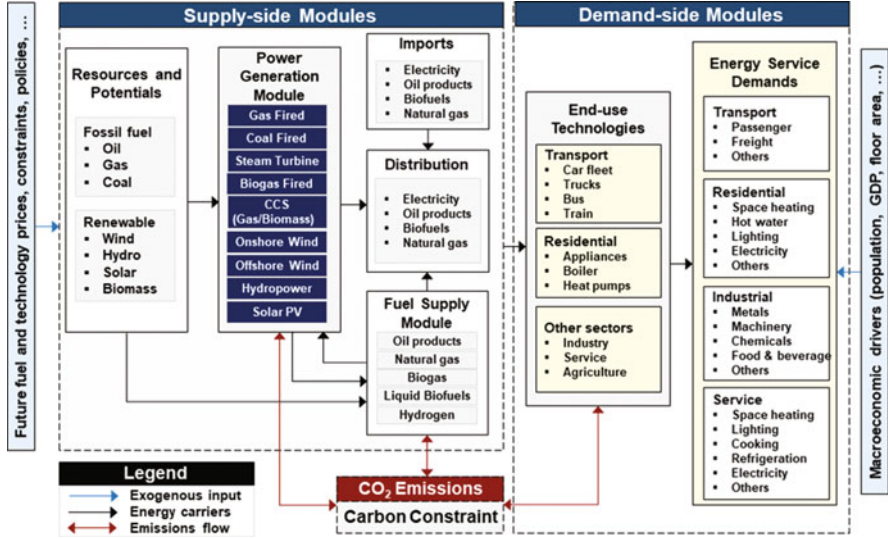 Future fuel and technology prices, constraints, policies, ...
Supply-side Modules
Resources and
Potentials
Fossil fuel
▪ Oil
▪ Gas
▪ Coal
Renewable
▪ Wind
▪ Hydro
▪ Solar
▪ Biomass
Power
Generation
Module
Gas Fired
Coal Fired
Steam Turbine
Biogas Fired
CCS
(Gas/Biomass)
Onshore Wind
Offshore Wind
Hydropower
Solar PV
Imports
▪ Electricity
▪ Oil products
▪ Biofuels
▪ Natural gas
Distribution
▪ Electricity
▪ Oil products
▪ Biofuels
▪ Natural gas
Fuel Supply
Module
Oil products
Natural gas
Biogas
Liquid Biofuels
Hydrogen
Demand-side Modules
End-use
Technologies
Transport
▪ Car fleet
▪ Trucks
▪ Bus
▪ Train
Residential
▪ Appliances
▪ Boiler
▪ Heat pumps
Other sectors
▪ Industry
▪ Service
▪ Agriculture
Energy Service
Demands
Transport
▪ Passenger
▪ Freight
▪ Others
Residential
▪ Space heating
▪ Hot water
▪ Lighting
▪ Electricity
▪ Others
Industrial
▪ Metals
▪ Machinery
▪ Chemicals
▪ Food & beverage
▪ Others
Service
▪ Space heating
▪ Lighting
▪ Cooking
▪ Refrigeration
▪ Electricity
▪ Others
Macroeconomic drivers (population, GDP, floor area, ...)
Legend
Exogenous input
Energy carriers
Emissions flow
CO₂ Emissions
Carbon Constraint